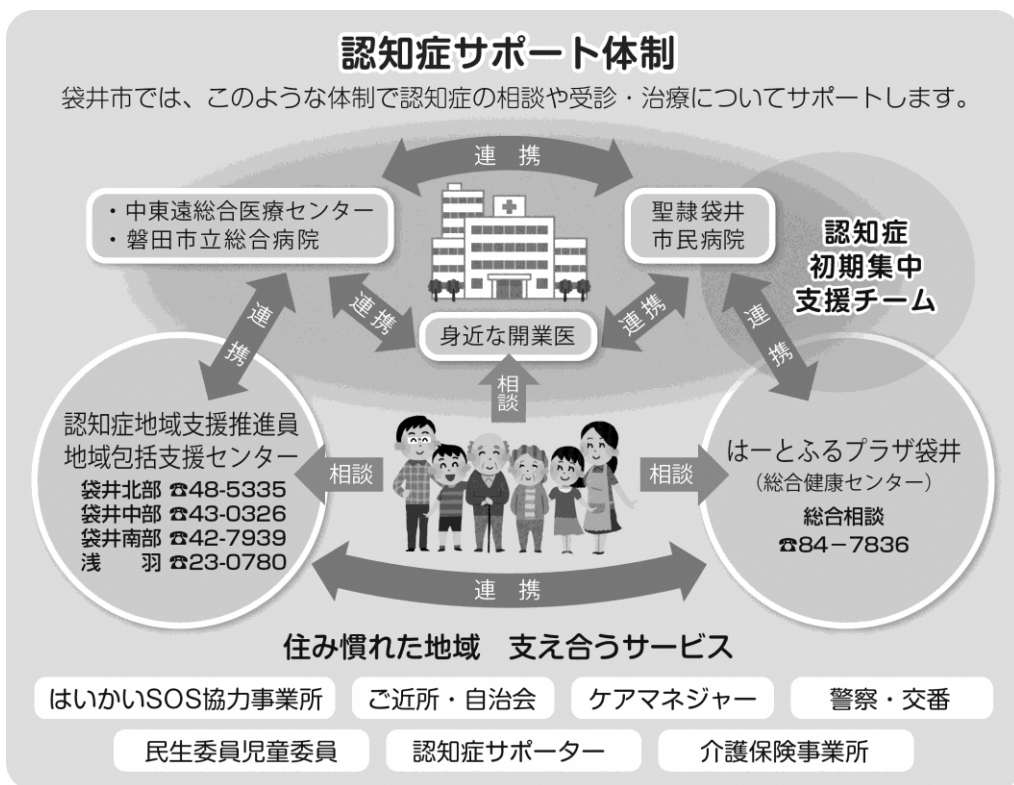 認知症サポート体制
袋井市では、このような体制で認知症の相談や受診・治療についてサポートします。
連携
・中東遠総合医療センター
・磐田市立総合病院
聖隷袋井
市民病院
認知症
初期集中
支援チーム
連携
連携
連携
連携
身近な開業医
相談
認知症地域支援推進員
地域包括支援センター
袋井北部 ☎48-5335
袋井中部 ☎43-0326
袋井南部 ☎42-7939
浅　羽 ☎23-0780
相談
相談
はーとふるプラザ袋井
（総合健康センター）
総合相談
☎84－7836
連携
住み慣れた地域　支え合うサービス
はいかいSOS協力事業所
ご近所・自治会
ケアマネジャー
警察・交番
民生委員児童委員
認知症サポーター
介護保険事業所